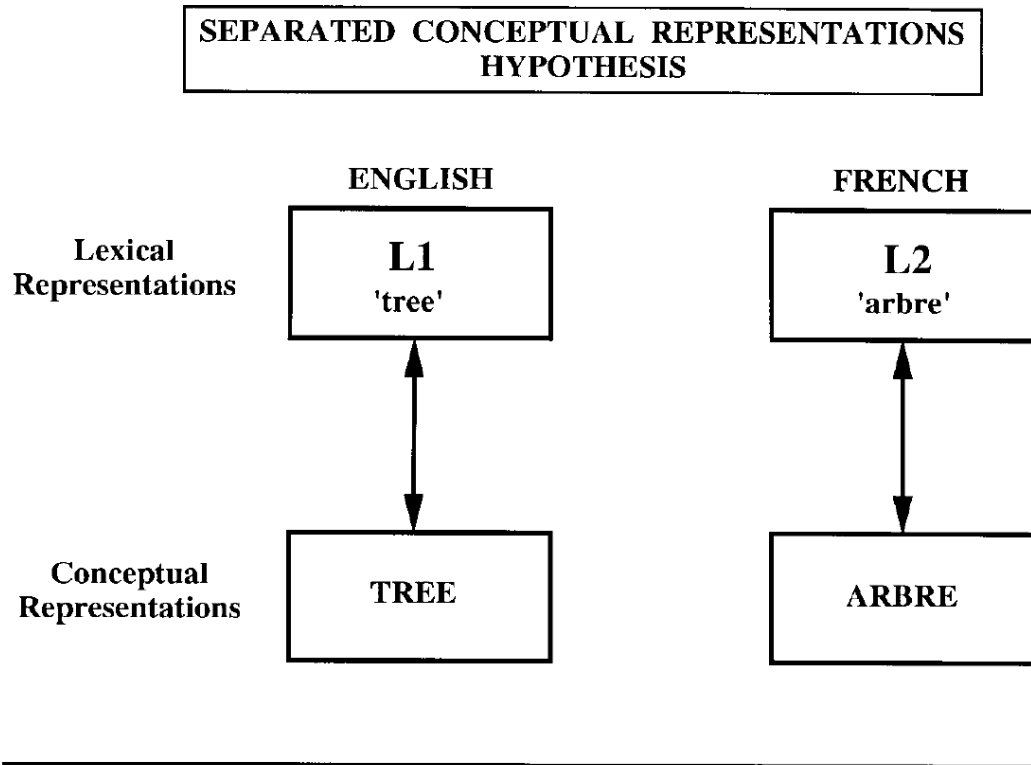 SEPARATED CONCEPTUAL REPRESENTATIONS
HYPOTHESIS
ENGLISH
FRENCH
Lexical
Representations
L1
'tree'
L2
'arbre'
Conceptual
Representations
TREE
ARBRE